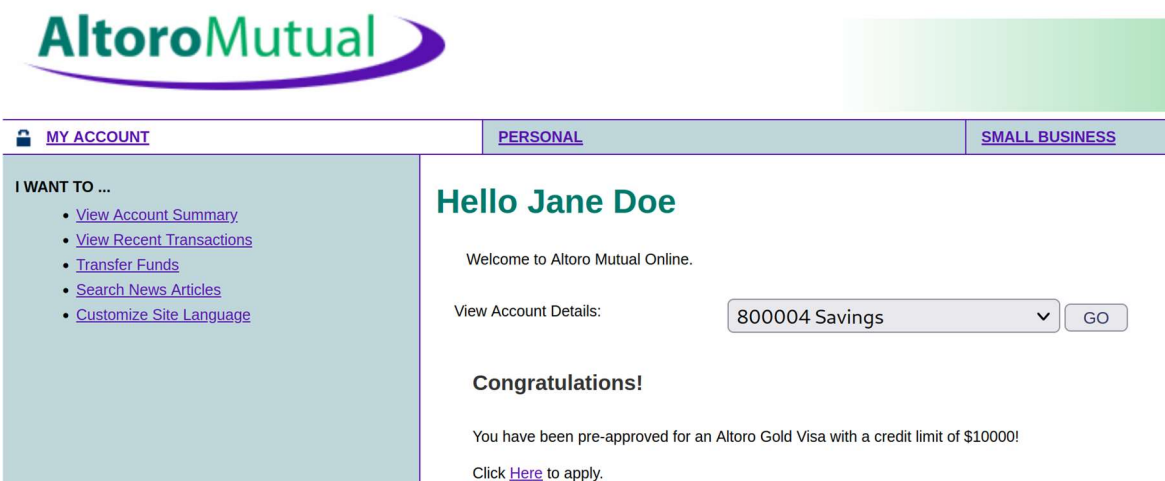 AltoroMutual
MY ACCOUNT
PERSONAL
SMALL BUSINESS
I WANT TO ...
View Account Summary
View Recent Transactions
Transfer Funds
Search News Articles
Customize Site Language
Hello Jane Doe
Welcome to Altoro Mutual Online.
View Account Details:
800004 Savings
GO
Congratulations!
You have been pre-approved for an Altoro Gold Visa with a credit limit of $10000!
Click Here to apply.